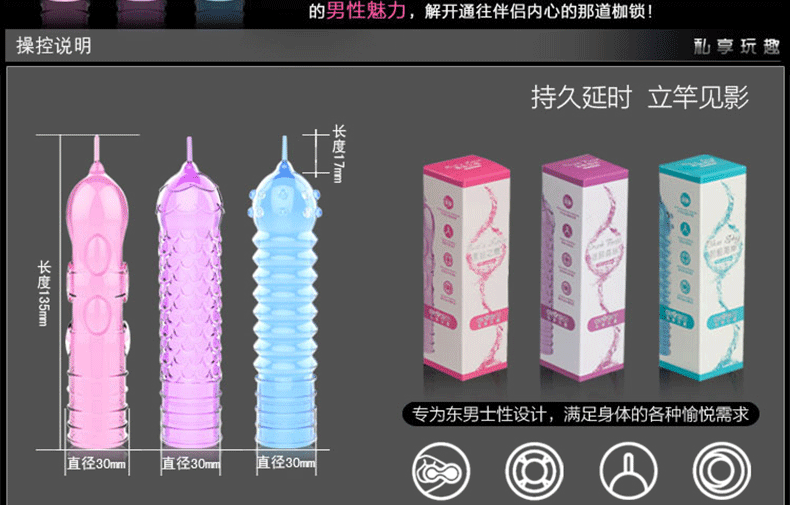 的男性魅力，解开通往伴侣内心的那道枷锁！
操控说明
私享玩趣
持久延时 立竿见影
长度17mm
长度135mm
直径30mm
直径30mm
直径30mm
专为东男士性设计，满足身体的各种愉悦需求